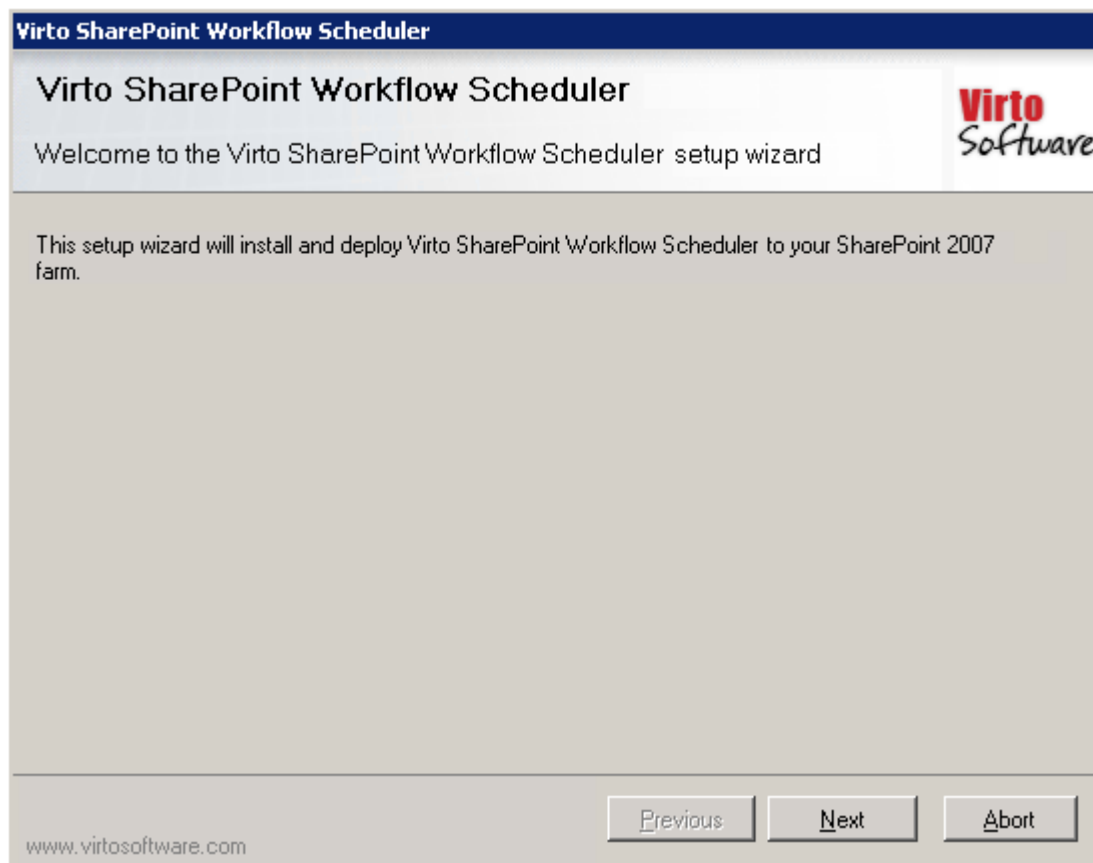 Virto SharePoint Workflow Scheduler
Virto SharePoint Workflow Scheduler
Virto
Software
Welcome to the Virto SharePoint Workflow Scheduler setup wizard
This setup wizard will install and deploy Virto SharePoint Workflow Scheduler to your SharePoint 2007
farm.
Previous Next Abort
www.virtosoftware.com